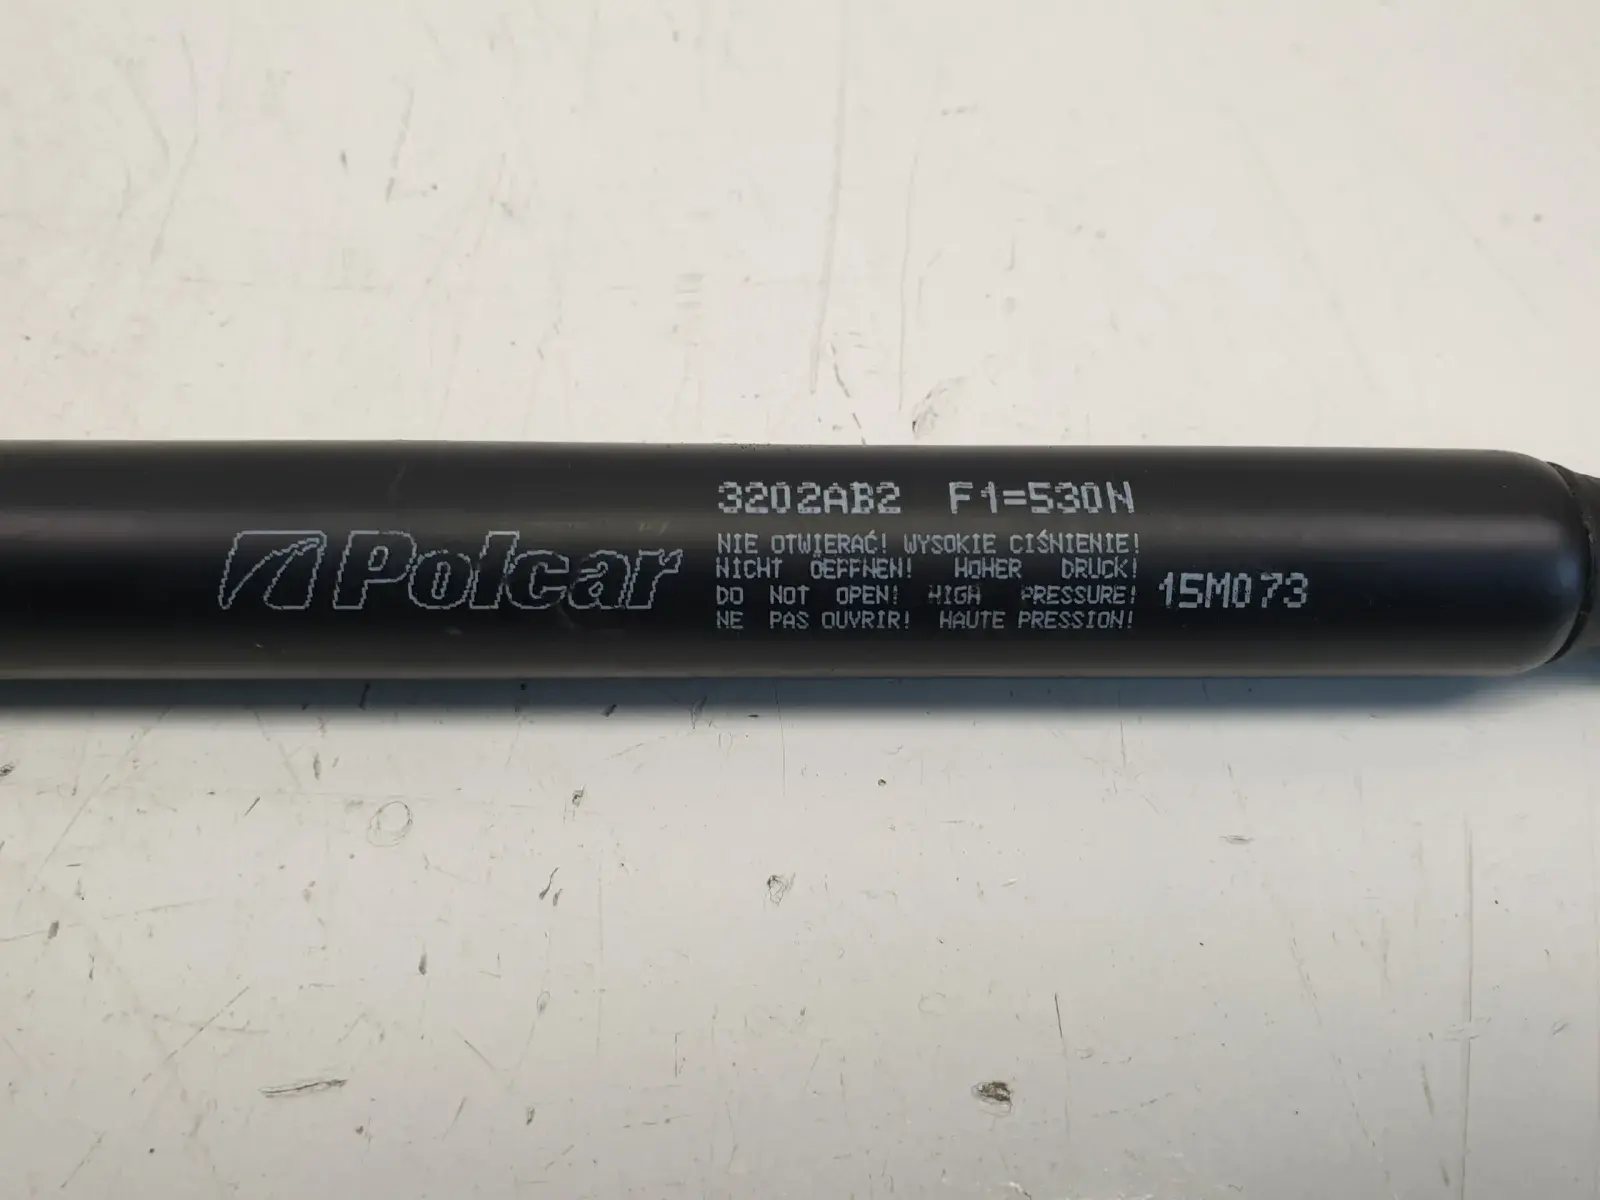 Polcar
3202AB2 F1=530N
NIE OTWIERAĆ! WYSOKIE CIŚNIENIE!
NICHT ÖEFFNEN! HOHER DRUCK!
DO NOT OPEN! HIGH PRESSURE!
NE PAS OUVRIR! HAUTE PRESSION!
15M073